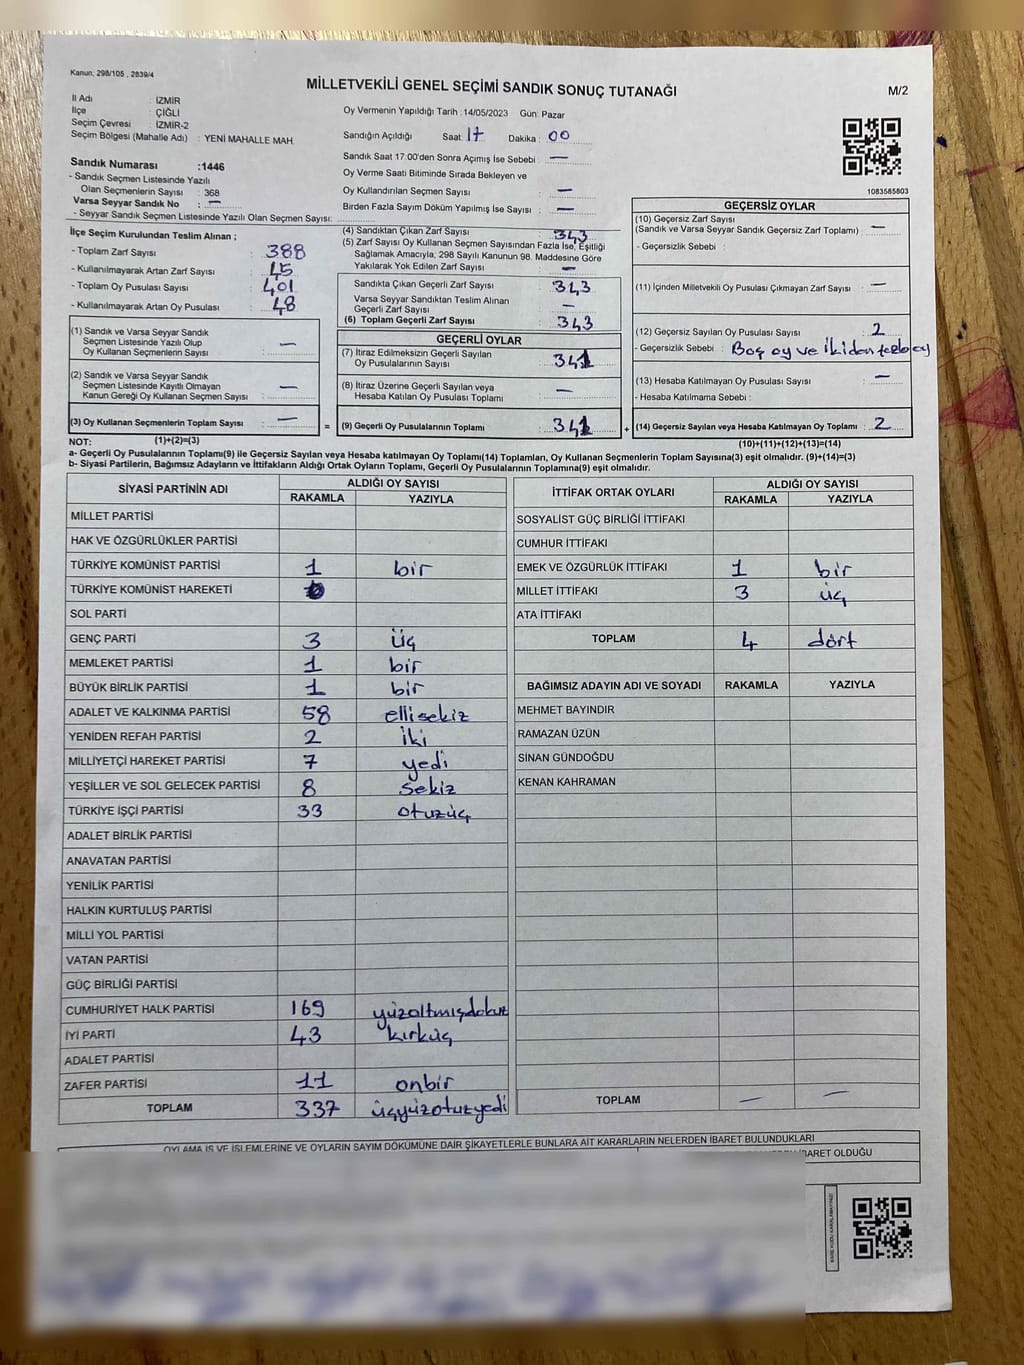 Kanun; 298/105 , 2839/4
MİLLETVEKİLİ GENEL SEÇİMİ SANDIK SONUÇ TUTANAĞI
M/2
İl Adı : İZMİR
İlçe : ÇİĞLİ
Seçim Çevresi : İZMİR-2
Seçim Bölgesi (Mahalle Adı) : YENİ MAHALLE MAH
Sandık Numarası :1446
- Sandık Seçmen Listesinde Yazılı
Olan Seçmenlerin Sayısı : 368
Varsa Seyyar Sandık No : —
- Seyyar Sandık Seçmen Listesinde Yazılı Olan Seçmen Sayısı:
Oy Vermenin Yapıldığı Tarih :14/05/2023 Gün: Pazar
Sandığın Açıldığı Saat: 17 Dakika : 00
Sandık Saat 17:00'den Sonra Açımış İse Sebebi : —
Oy Verme Saati Bitiminde Sırada Bekleyen ve
Oy Kullandırılan Seçmen Sayısı : —
Birden Fazla Sayım Döküm Yapılmış İse Sayısı : —
1083585803
İlçe Seçim Kurulundan Teslim Alınan ;
- Toplam Zarf Sayısı : 388
- Kullanılmayarak Artan Zarf Sayısı : 45
- Toplam Oy Pusulası Sayısı : 401
- Kullanılmayarak Artan Oy Pusulası : 48
(1) Sandık ve Varsa Seyyar Sandık
Seçmen Listesinde Yazılı Olup
Oy Kullanan Seçmenlerin Sayısı : —
(2) Sandık ve Varsa Seyyar Sandık
Seçmen Listesinde Kayıtlı Olmayan
Kanun Gereği Oy Kullanan Seçmen Sayısı : —
(3) Oy Kullanan Seçmenlerin Toplam Sayısı : —
(1)+(2)=(3)
(4) Sandıktan Çıkan Zarf Sayısı : 343
(5) Zarf Sayısı Oy Kullanan Seçmen Sayısından Fazla İse, Eşitliği
Sağlamak Amacıyla; 298 Sayılı Kanunun 98. Maddesine Göre
Yakılarak Yok Edilen Zarf Sayısı : —
Sandıkta Çıkan Geçerli Zarf Sayısı : 343
Varsa Seyyar Sandıktan Teslim Alınan
Geçerli Zarf Sayısı : —
(6) Toplam Geçerli Zarf Sayısı : 343
GEÇERLİ OYLAR
(7) İtiraz Edilmeksizin Geçerli Sayılan
Oy Pusulasının Sayısı : 341
(8) İtiraz Üzerine Geçerli Sayılan veya
Hesaba Katılan Oy Pusulası Toplamı : —
= (9) Geçerli Oy Pusulalarının Toplamı : 341 +
GEÇERSİZ OYLAR
(10) Geçersiz Zarf Sayısı
(Sandık ve Varsa Seyyar Sandık Geçersiz Zarf Toplamı) : —
- Geçersizlik Sebebi :
(11) İçinden Milletvekili Oy Pusulası Çıkmayan Zarf Sayısı : —
(12) Geçersiz Sayılan Oy Pusulası Sayısı : 2
- Geçersizlik Sebebi : Boş oy ve ikiden fazla oy
(13) Hesaba Katılmayan Oy Pusulası Sayısı : —
- Hesaba Katılmama Sebebi :
(14) Geçersiz Sayılan veya Hesaba Katılmayan Oy Toplamı : 2
(10)+(11)+(12)+(13)=(14)
NOT:
a- Geçerli Oy Pusulalarının Toplamı(9) ile Geçersiz Sayılan veya Hesaba katılmayan Oy Toplamı(14) Toplamları, Oy Kullanan Seçmenlerin Toplam Sayısına(3) eşit olmalıdır. (9)+(14)=(3)
b- Siyasi Partilerin, Bağımsız Adayların ve İttifakların Aldığı Ortak Oyların Toplamı, Geçerli Oy Pusulalarının Toplamına(9) eşit olmalıdır.
SİYASİ PARTİNİN ADI ALDIĞI OY SAYISI
RAKAMLA YAZIYLA
MİLLET PARTİSİ
HAK VE ÖZGÜRLÜKLER PARTİSİ
TÜRKİYE KOMÜNİST PARTİSİ 1 bir
TÜRKİYE KOMÜNİST HAREKETİ
SOL PARTİ
GENÇ PARTİ 3 üç
MEMLEKET PARTİSİ 1 bir
BÜYÜK BİRLİK PARTİSİ 1 bir
ADALET VE KALKINMA PARTİSİ 58 ellisekiz
YENİDEN REFAH PARTİSİ 2 iki
MİLLİYETÇİ HAREKET PARTİSİ 7 yedi
YEŞİLLER VE SOL GELECEK PARTİSİ 8 sekiz
TÜRKİYE İŞÇİ PARTİSİ 33 otuzüç
ADALET BİRLİK PARTİSİ
ANAVATAN PARTİSİ
YENİLİK PARTİSİ
HALKIN KURTULUŞ PARTİSİ
MİLLİ YOL PARTİSİ
VATAN PARTİSİ
GÜÇ BİRLİĞİ PARTİSİ
CUMHURİYET HALK PARTİSİ 169 yüzaltmışdokuz
İYİ PARTİ 43 kırküç
ADALET PARTİSİ
ZAFER PARTİSİ 11 onbir
TOPLAM 337 üçyüzotuzyedi
İTTİFAK ORTAK OYLARI ALDIĞI OY SAYISI
RAKAMLA YAZIYLA
SOSYALİST GÜÇ BİRLİĞİ İTTİFAKI
CUMHUR İTTİFAKI
EMEK VE ÖZGÜRLÜK İTTİFAKI 1 bir
MİLLET İTTİFAKI 3 üç
ATA İTTİFAKI
TOPLAM 4 dört
BAĞIMSIZ ADAYIN ADI VE SOYADI RAKAMLA YAZIYLA
MEHMET BAYINDIR
RAMAZAN ÜZÜN
SİNAN GÜNDOĞDU
KENAN KAHRAMAN
TOPLAM — —
OYLAMA İŞ VE İŞLEMLERİNE VE OYLARIN SAYIM DÖKÜMÜNE DAİR ŞİKAYETLERLE BUNLARA AİT KARARLARIN NELERDEN İBARET BULUNDUKLARI
İBARET OLDUĞU